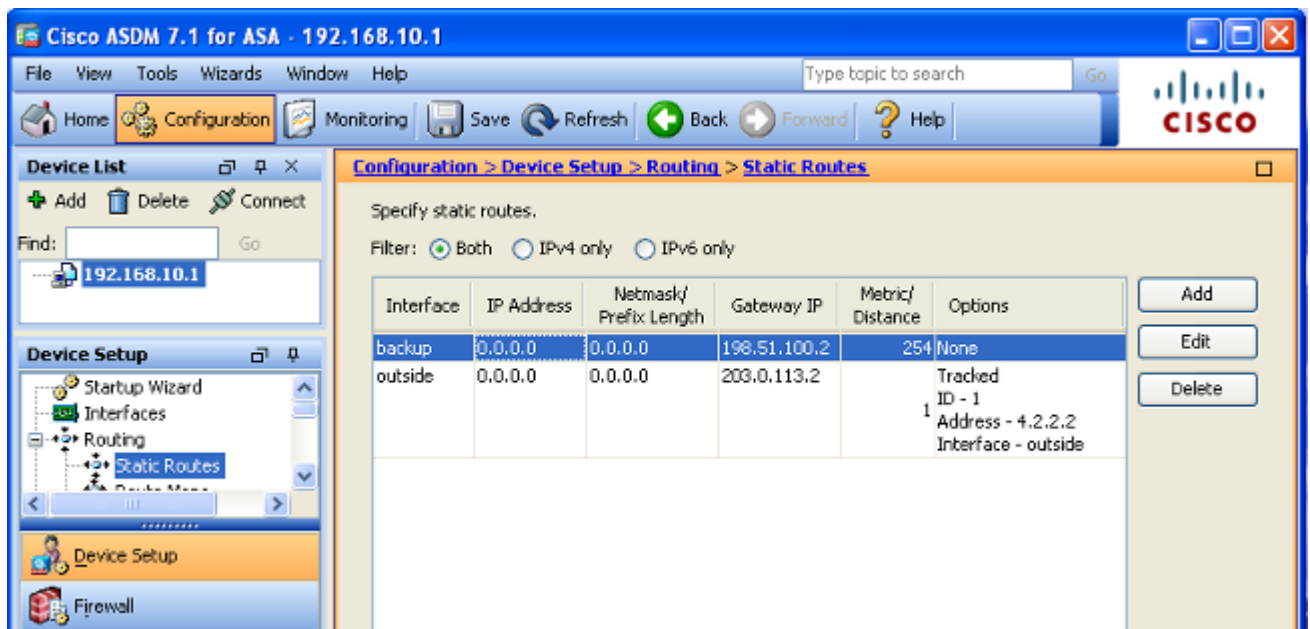 Cisco ASDM 7.1 for ASA - 192.168.10.1
File View Tools Wizards Window Help
Type topic to search Go
Home Configuration Monitoring Save Refresh Back Forward Help
CISCO
Device List
Add Delete Connect
Find: Go
192.168.10.1
Device Setup
Startup Wizard
Interfaces
Routing
Static Routes
Device Setup
Firewall
Configuration > Device Setup > Routing > Static Routes
Specify static routes.
Filter: Both IPv4 only IPv6 only
Interface IP Address Netmask/ Prefix Length Gateway IP Metric/ Distance Options
backup 0.0.0.0 0.0.0.0 198.51.100.2 254 None
outside 0.0.0.0 0.0.0.0 203.0.113.2 1 Tracked
ID - 1
Address - 4.2.2.2
Interface - outside
Add
Edit
Delete